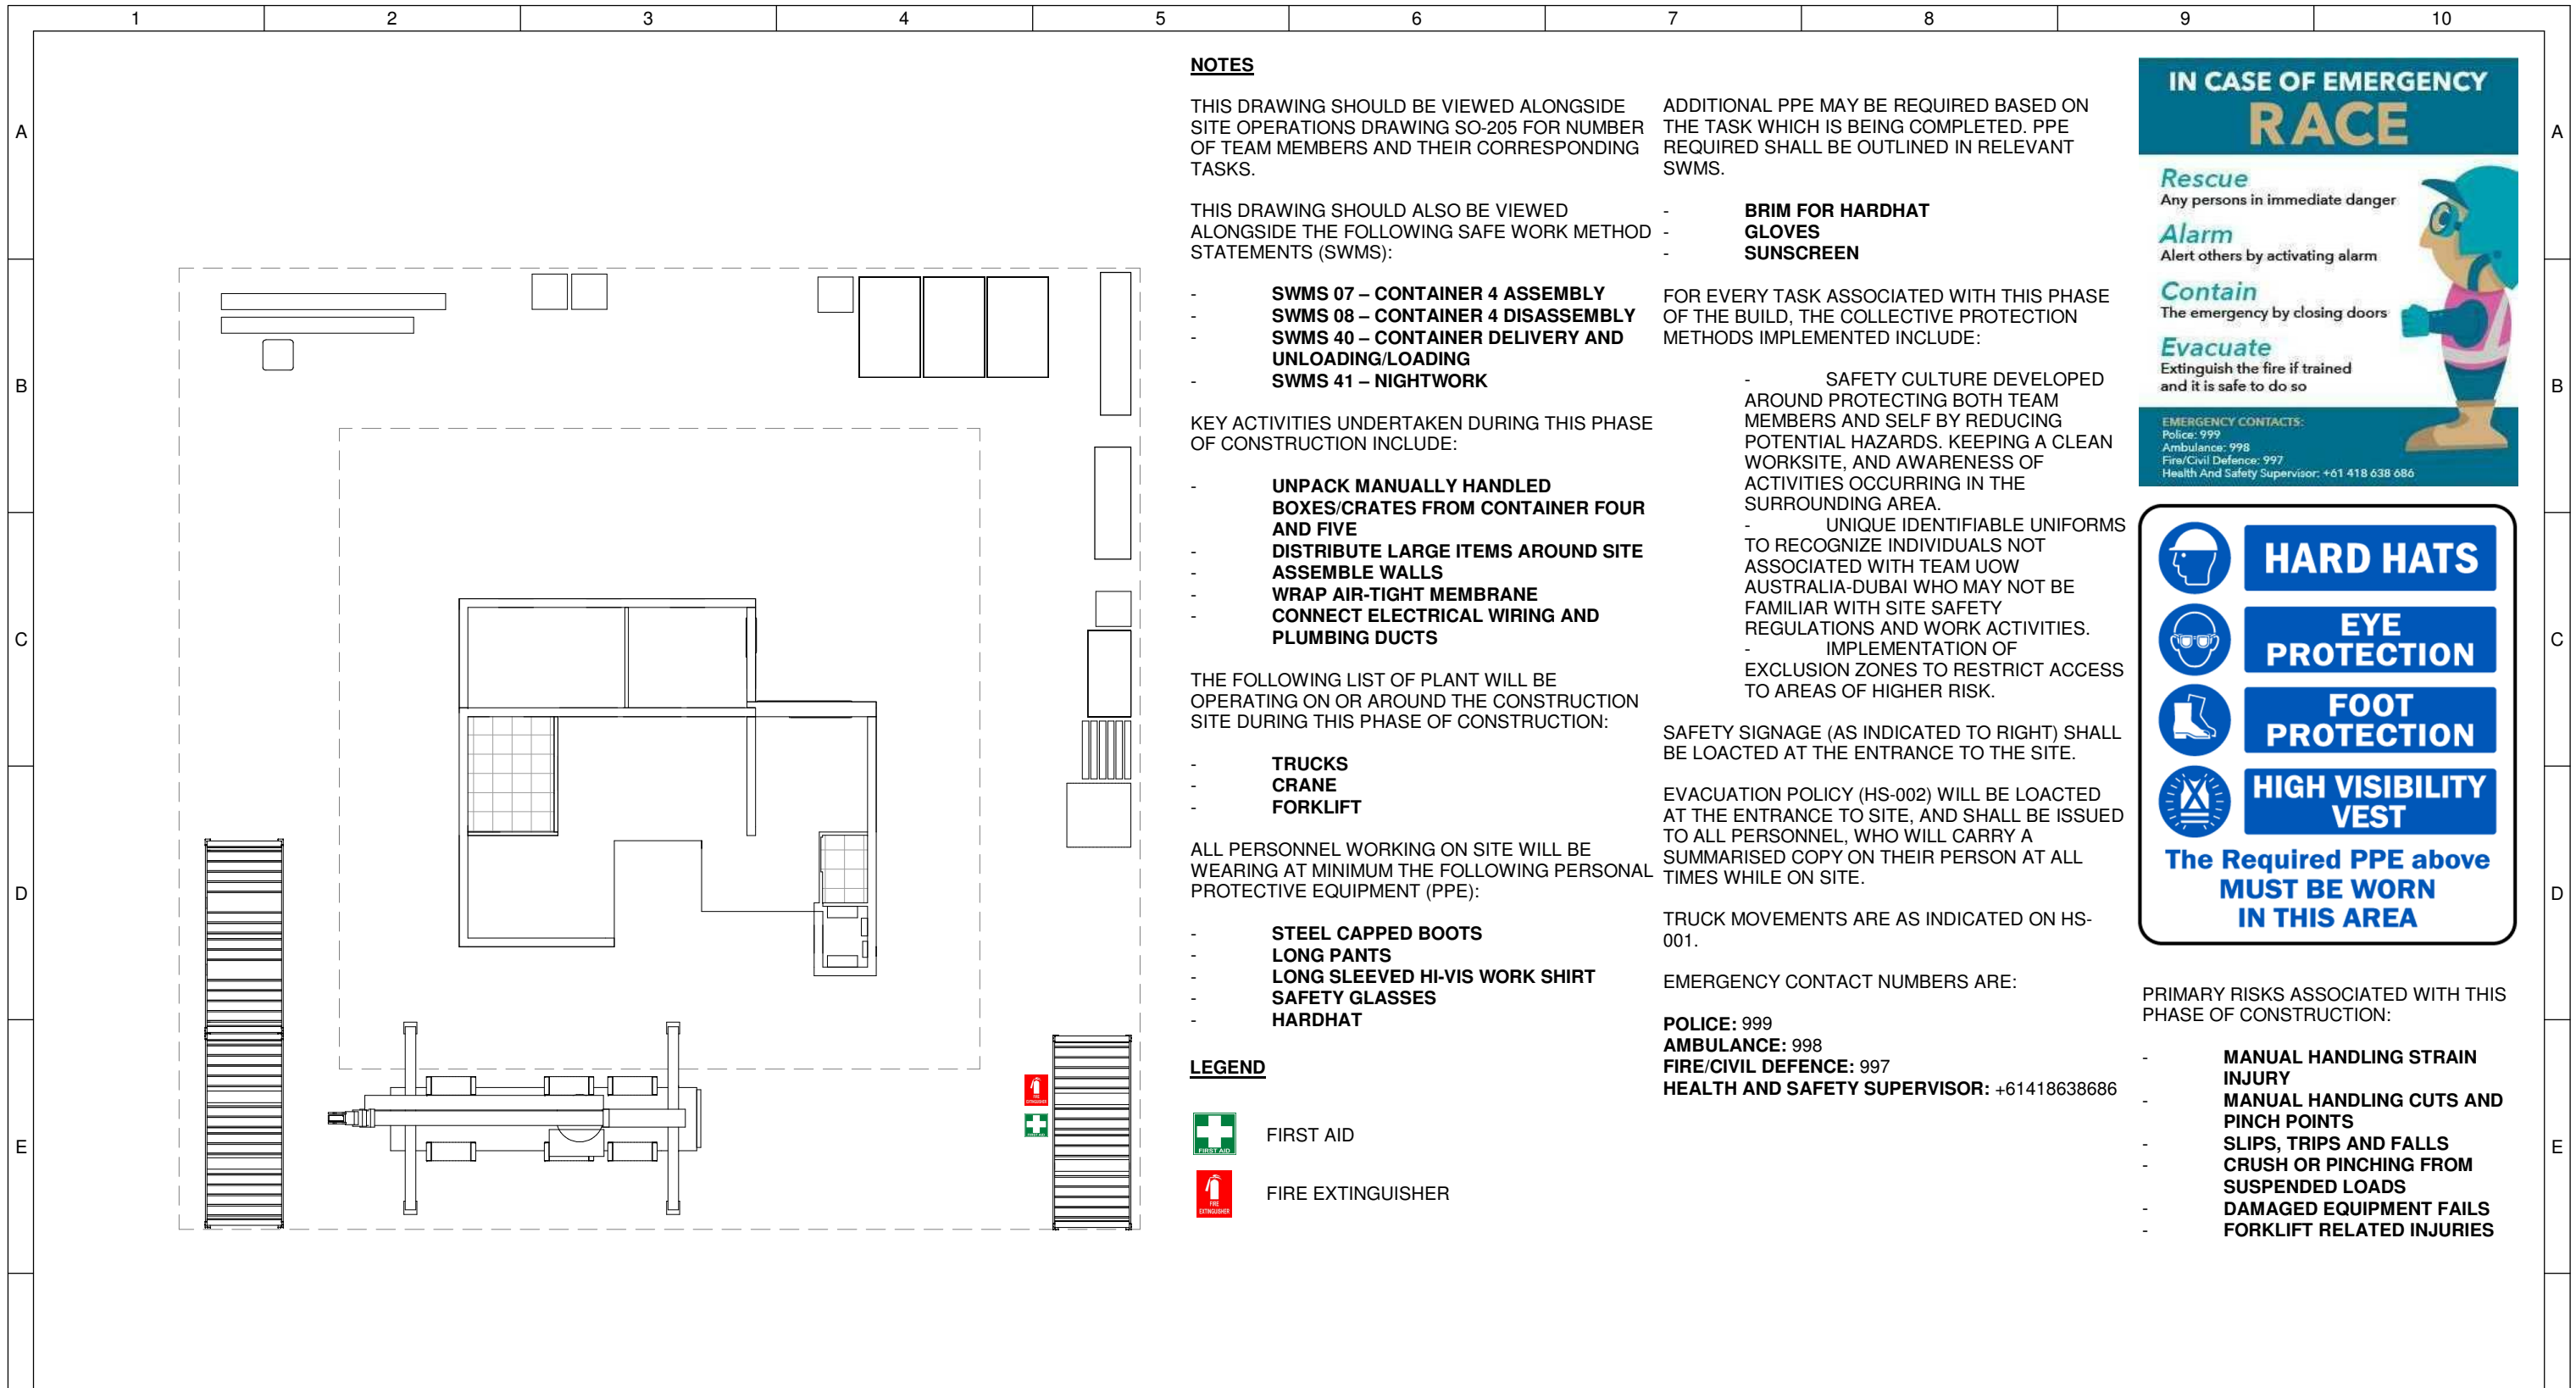 1 2 3 4 5 6 7 8 9 10
A
B
C
D
E
NOTES
THIS DRAWING SHOULD BE VIEWED ALONGSIDE
SITE OPERATIONS DRAWING SO-205 FOR NUMBER
OF TEAM MEMBERS AND THEIR CORRESPONDING
TASKS.
THIS DRAWING SHOULD ALSO BE VIEWED
ALONGSIDE THE FOLLOWING SAFE WORK METHOD
STATEMENTS (SWMS):
- SWMS 07 – CONTAINER 4 ASSEMBLY
- SWMS 08 – CONTAINER 4 DISASSEMBLY
- SWMS 40 – CONTAINER DELIVERY AND
UNLOADING/LOADING
- SWMS 41 – NIGHTWORK
KEY ACTIVITIES UNDERTAKEN DURING THIS PHASE
OF CONSTRUCTION INCLUDE:
- UNPACK MANUALLY HANDLED
BOXES/CRATES FROM CONTAINER FOUR
AND FIVE
- DISTRIBUTE LARGE ITEMS AROUND SITE
- ASSEMBLE WALLS
- WRAP AIR-TIGHT MEMBRANE
- CONNECT ELECTRICAL WIRING AND
PLUMBING DUCTS
THE FOLLOWING LIST OF PLANT WILL BE
OPERATING ON OR AROUND THE CONSTRUCTION
SITE DURING THIS PHASE OF CONSTRUCTION:
- TRUCKS
- CRANE
- FORKLIFT
ALL PERSONNEL WORKING ON SITE WILL BE
WEARING AT MINIMUM THE FOLLOWING PERSONAL
PROTECTIVE EQUIPMENT (PPE):
- STEEL CAPPED BOOTS
- LONG PANTS
- LONG SLEEVED HI-VIS WORK SHIRT
- SAFETY GLASSES
- HARDHAT
LEGEND
FIRST AID
FIRST AID
FIRE
EXTINGUISHER
FIRE EXTINGUISHER
ADDITIONAL PPE MAY BE REQUIRED BASED ON
THE TASK WHICH IS BEING COMPLETED. PPE
REQUIRED SHALL BE OUTLINED IN RELEVANT
SWMS.
- BRIM FOR HARDHAT
- GLOVES
- SUNSCREEN
FOR EVERY TASK ASSOCIATED WITH THIS PHASE
OF THE BUILD, THE COLLECTIVE PROTECTION
METHODS IMPLEMENTED INCLUDE:
- SAFETY CULTURE DEVELOPED
AROUND PROTECTING BOTH TEAM
MEMBERS AND SELF BY REDUCING
POTENTIAL HAZARDS. KEEPING A CLEAN
WORKSITE, AND AWARENESS OF
ACTIVITIES OCCURRING IN THE
SURROUNDING AREA.
- UNIQUE IDENTIFIABLE UNIFORMS
TO RECOGNIZE INDIVIDUALS NOT
ASSOCIATED WITH TEAM UOW
AUSTRALIA-DUBAI WHO MAY NOT BE
FAMILIAR WITH SITE SAFETY
REGULATIONS AND WORK ACTIVITIES.
- IMPLEMENTATION OF
EXCLUSION ZONES TO RESTRICT ACCESS
TO AREAS OF HIGHER RISK.
SAFETY SIGNAGE (AS INDICATED TO RIGHT) SHALL
BE LOACTED AT THE ENTRANCE TO THE SITE.
EVACUATION POLICY (HS-002) WILL BE LOACTED
AT THE ENTRANCE TO SITE, AND SHALL BE ISSUED
TO ALL PERSONNEL, WHO WILL CARRY A
SUMMARISED COPY ON THEIR PERSON AT ALL
TIMES WHILE ON SITE.
TRUCK MOVEMENTS ARE AS INDICATED ON HS-
001.
EMERGENCY CONTACT NUMBERS ARE:
POLICE: 999
AMBULANCE: 998
FIRE/CIVIL DEFENCE: 997
HEALTH AND SAFETY SUPERVISOR: +61418638686
IN CASE OF EMERGENCY
RACE
Rescue
Any persons in immediate danger
Alarm
Alert others by activating alarm
Contain
The emergency by closing doors
Evacuate
Extinguish the fire if trained
and it is safe to do so
EMERGENCY CONTACTS:
Police: 999
Ambulance: 998
Fire/Civil Defence: 997
Health And Safety Supervisor: +61 418 638 686
HARD HATS
EYE
PROTECTION
FOOT
PROTECTION
HIGH VISIBILITY
VEST
The Required PPE above
MUST BE WORN
IN THIS AREA
PRIMARY RISKS ASSOCIATED WITH THIS
PHASE OF CONSTRUCTION:
- MANUAL HANDLING STRAIN
INJURY
- MANUAL HANDLING CUTS AND
PINCH POINTS
- SLIPS, TRIPS AND FALLS
- CRUSH OR PINCHING FROM
SUSPENDED LOADS
- DAMAGED EQUIPMENT FAILS
- FORKLIFT RELATED INJURIES
A
B
C
D
E